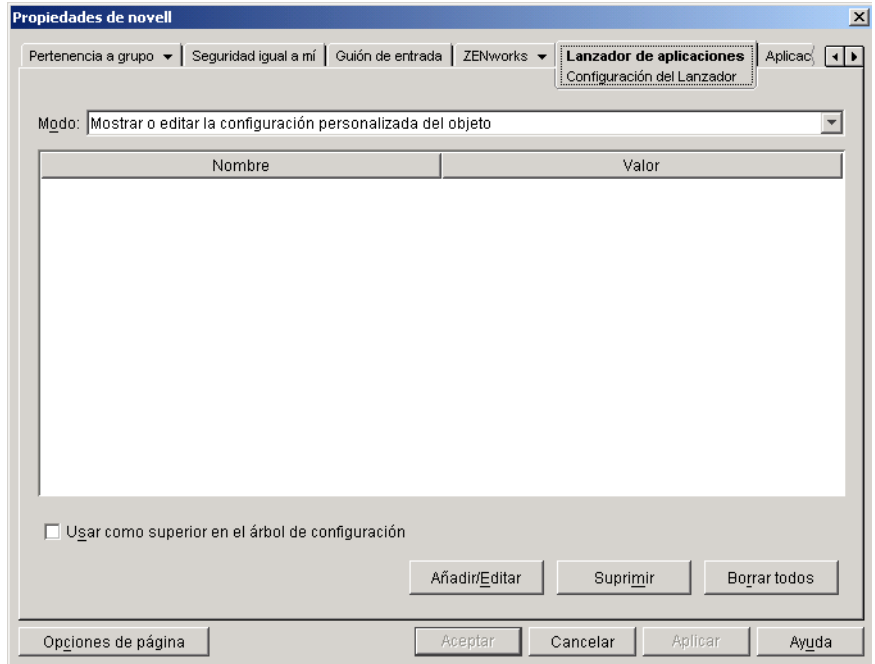 Propiedades de novell
Pertenencia a grupo
Seguridad igual a mí
Guión de entrada
ZENworks
Lanzador de aplicaciones
Configuración del Lanzador
Aplicac
Modo: Mostrar o editar la configuración personalizada del objeto
Nombre Valor
Usar como superior en el árbol de configuración
Añadir/Editar Suprimir Borrar todos
Opciones de página Aceptar Cancelar Aplicar Ayuda